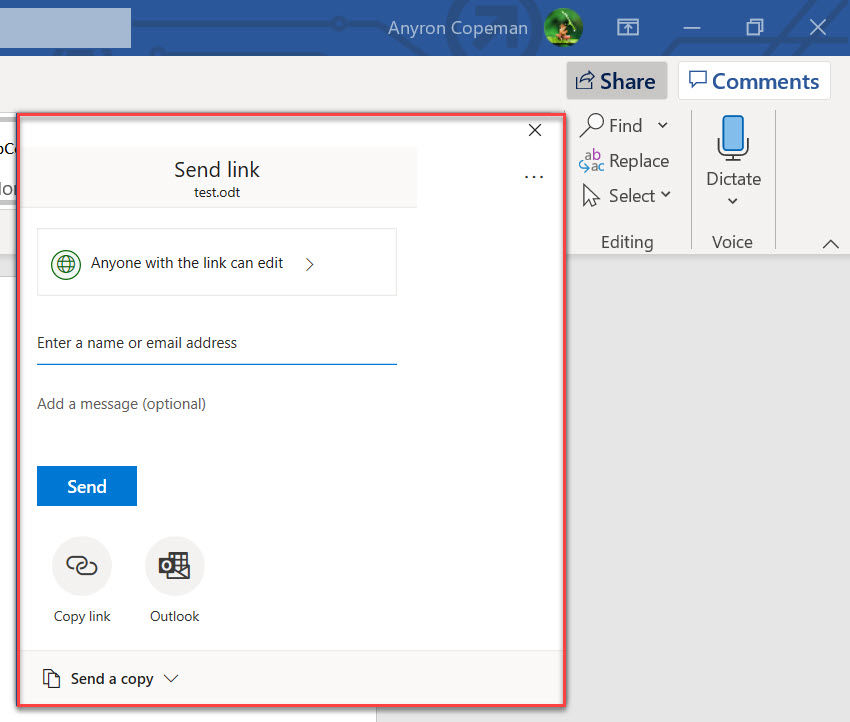 Anyron Copeman
Share
Comments
Send link
test.odt
Find
Replace
Select
Dictate
Editing
Voice
Anyone with the link can edit
Enter a name or email address
Add a message (optional)
Send
Copy link
Outlook
Send a copy